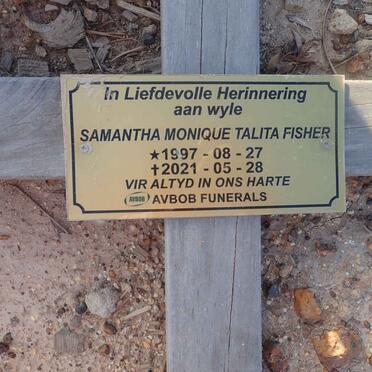 In Liefdevolle Herinnering
aan wyle
SAMANTHA MONIQUE TALITA FISHER
★1997 - 08 - 27
✝2021 - 05 - 28
VIR ALTYD IN ONS HARTE
AVBOB AVBOB FUNERALS